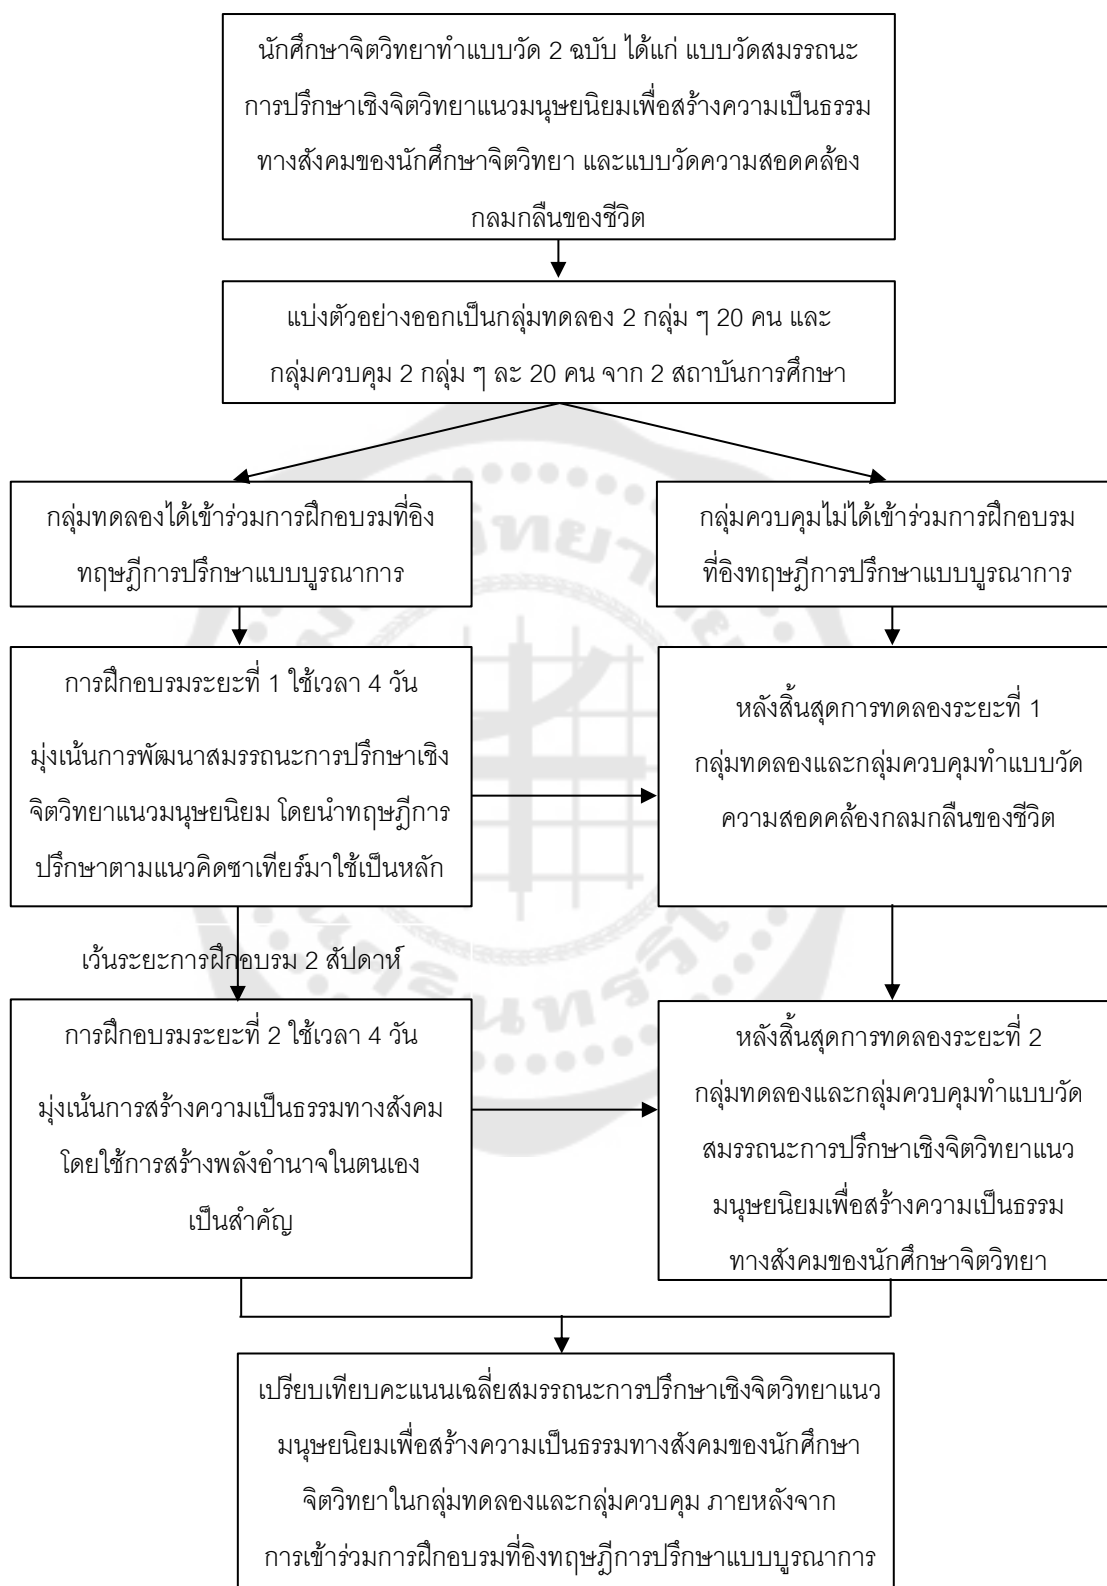 นักศึกษาจิตวิทยาทำแบบวัด 2 ฉบับ ได้แก่ แบบวัดสมรรถนะ
การปรึกษาเชิงจิตวิทยาแนวมนุษยนิยมเพื่อสร้างความเป็นธรรม
ทางสังคมของนักศึกษาจิตวิทยา และแบบวัดความสอดคล้อง
กลมกลืนของชีวิต
แบ่งตัวอย่างออกเป็นกลุ่มทดลอง 2 กลุ่ม ๆ 20 คน และ
กลุ่มควบคุม 2 กลุ่ม ๆ ละ 20 คน จาก 2 สถาบันการศึกษา
กลุ่มทดลองได้เข้าร่วมการฝึกอบรมที่อิง
ทฤษฎีการปรึกษาแบบบูรณาการ
กลุ่มควบคุมไม่ได้เข้าร่วมการฝึกอบรม
ที่อิงทฤษฎีการปรึกษาแบบบูรณาการ
การฝึกอบรมระยะที่ 1 ใช้เวลา 4 วัน
มุ่งเน้นการพัฒนาสมรรถนะการปรึกษาเชิง
จิตวิทยาแนวมนุษยนิยม โดยนำทฤษฎีการ
ปรึกษาตามแนวคิดซาเทียร์มาใช้เป็นหลัก
หลังสิ้นสุดการทดลองระยะที่ 1
กลุ่มทดลองและกลุ่มควบคุมทำแบบวัด
ความสอดคล้องกลมกลืนของชีวิต
เว้นระยะการฝึกอบรม 2 สัปดาห์
การฝึกอบรมระยะที่ 2 ใช้เวลา 4 วัน
มุ่งเน้นการสร้างความเป็นธรรมทางสังคม
โดยใช้การสร้างพลังอำนาจในตนเอง
เป็นสำคัญ
หลังสิ้นสุดการทดลองระยะที่ 2
กลุ่มทดลองและกลุ่มควบคุมทำแบบวัด
สมรรถนะการปรึกษาเชิงจิตวิทยาแนว
มนุษยนิยมเพื่อสร้างความเป็นธรรม
ทางสังคมของนักศึกษาจิตวิทยา
เปรียบเทียบคะแนนเฉลี่ยสมรรถนะการปรึกษาเชิงจิตวิทยาแนว
มนุษยนิยมเพื่อสร้างความเป็นธรรมทางสังคมของนักศึกษา
จิตวิทยาในกลุ่มทดลองและกลุ่มควบคุม ภายหลังจาก
การเข้าร่วมการฝึกอบรมที่อิงทฤษฎีการปรึกษาแบบบูรณาการ